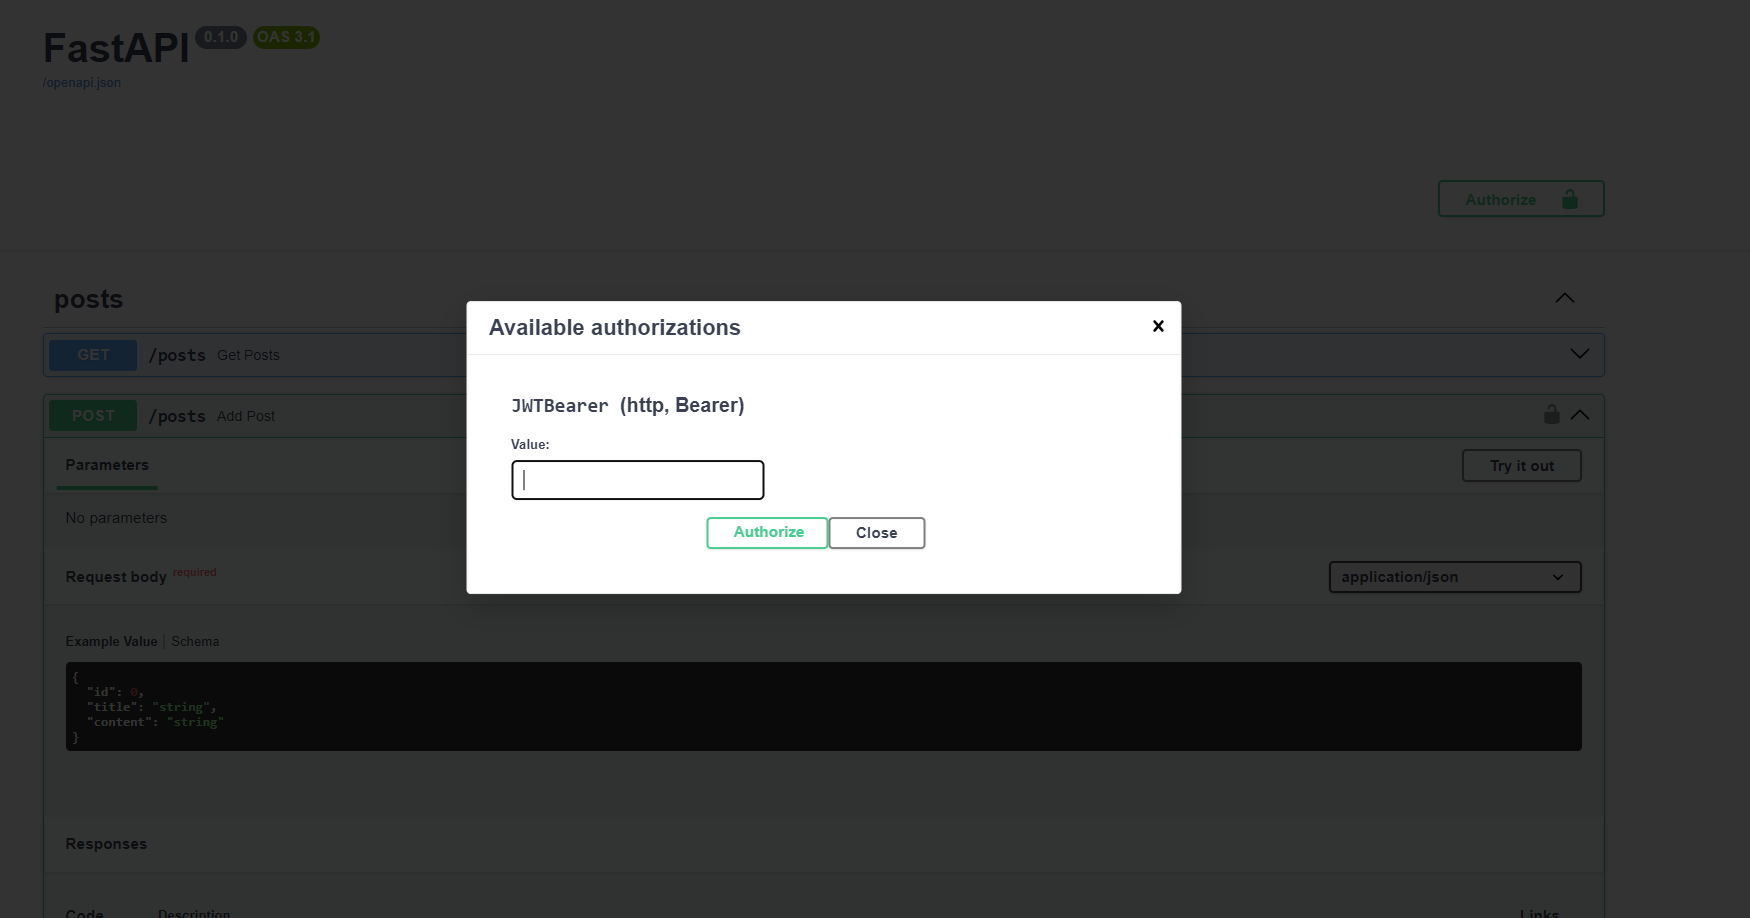 FastAPI 0.1.0 OAS 3.1
/openapi.json
Authorize
posts
GET /posts Get Posts
POST /posts Add Post
Parameters
Try it out
No parameters
Request body required
application/json
Example Value | Schema
{
"id": 0,
"title": "string",
"content": "string"
}
Responses
Code Description Links
Available authorizations
JWTBearer (http, Bearer)
Value:
Authorize Close